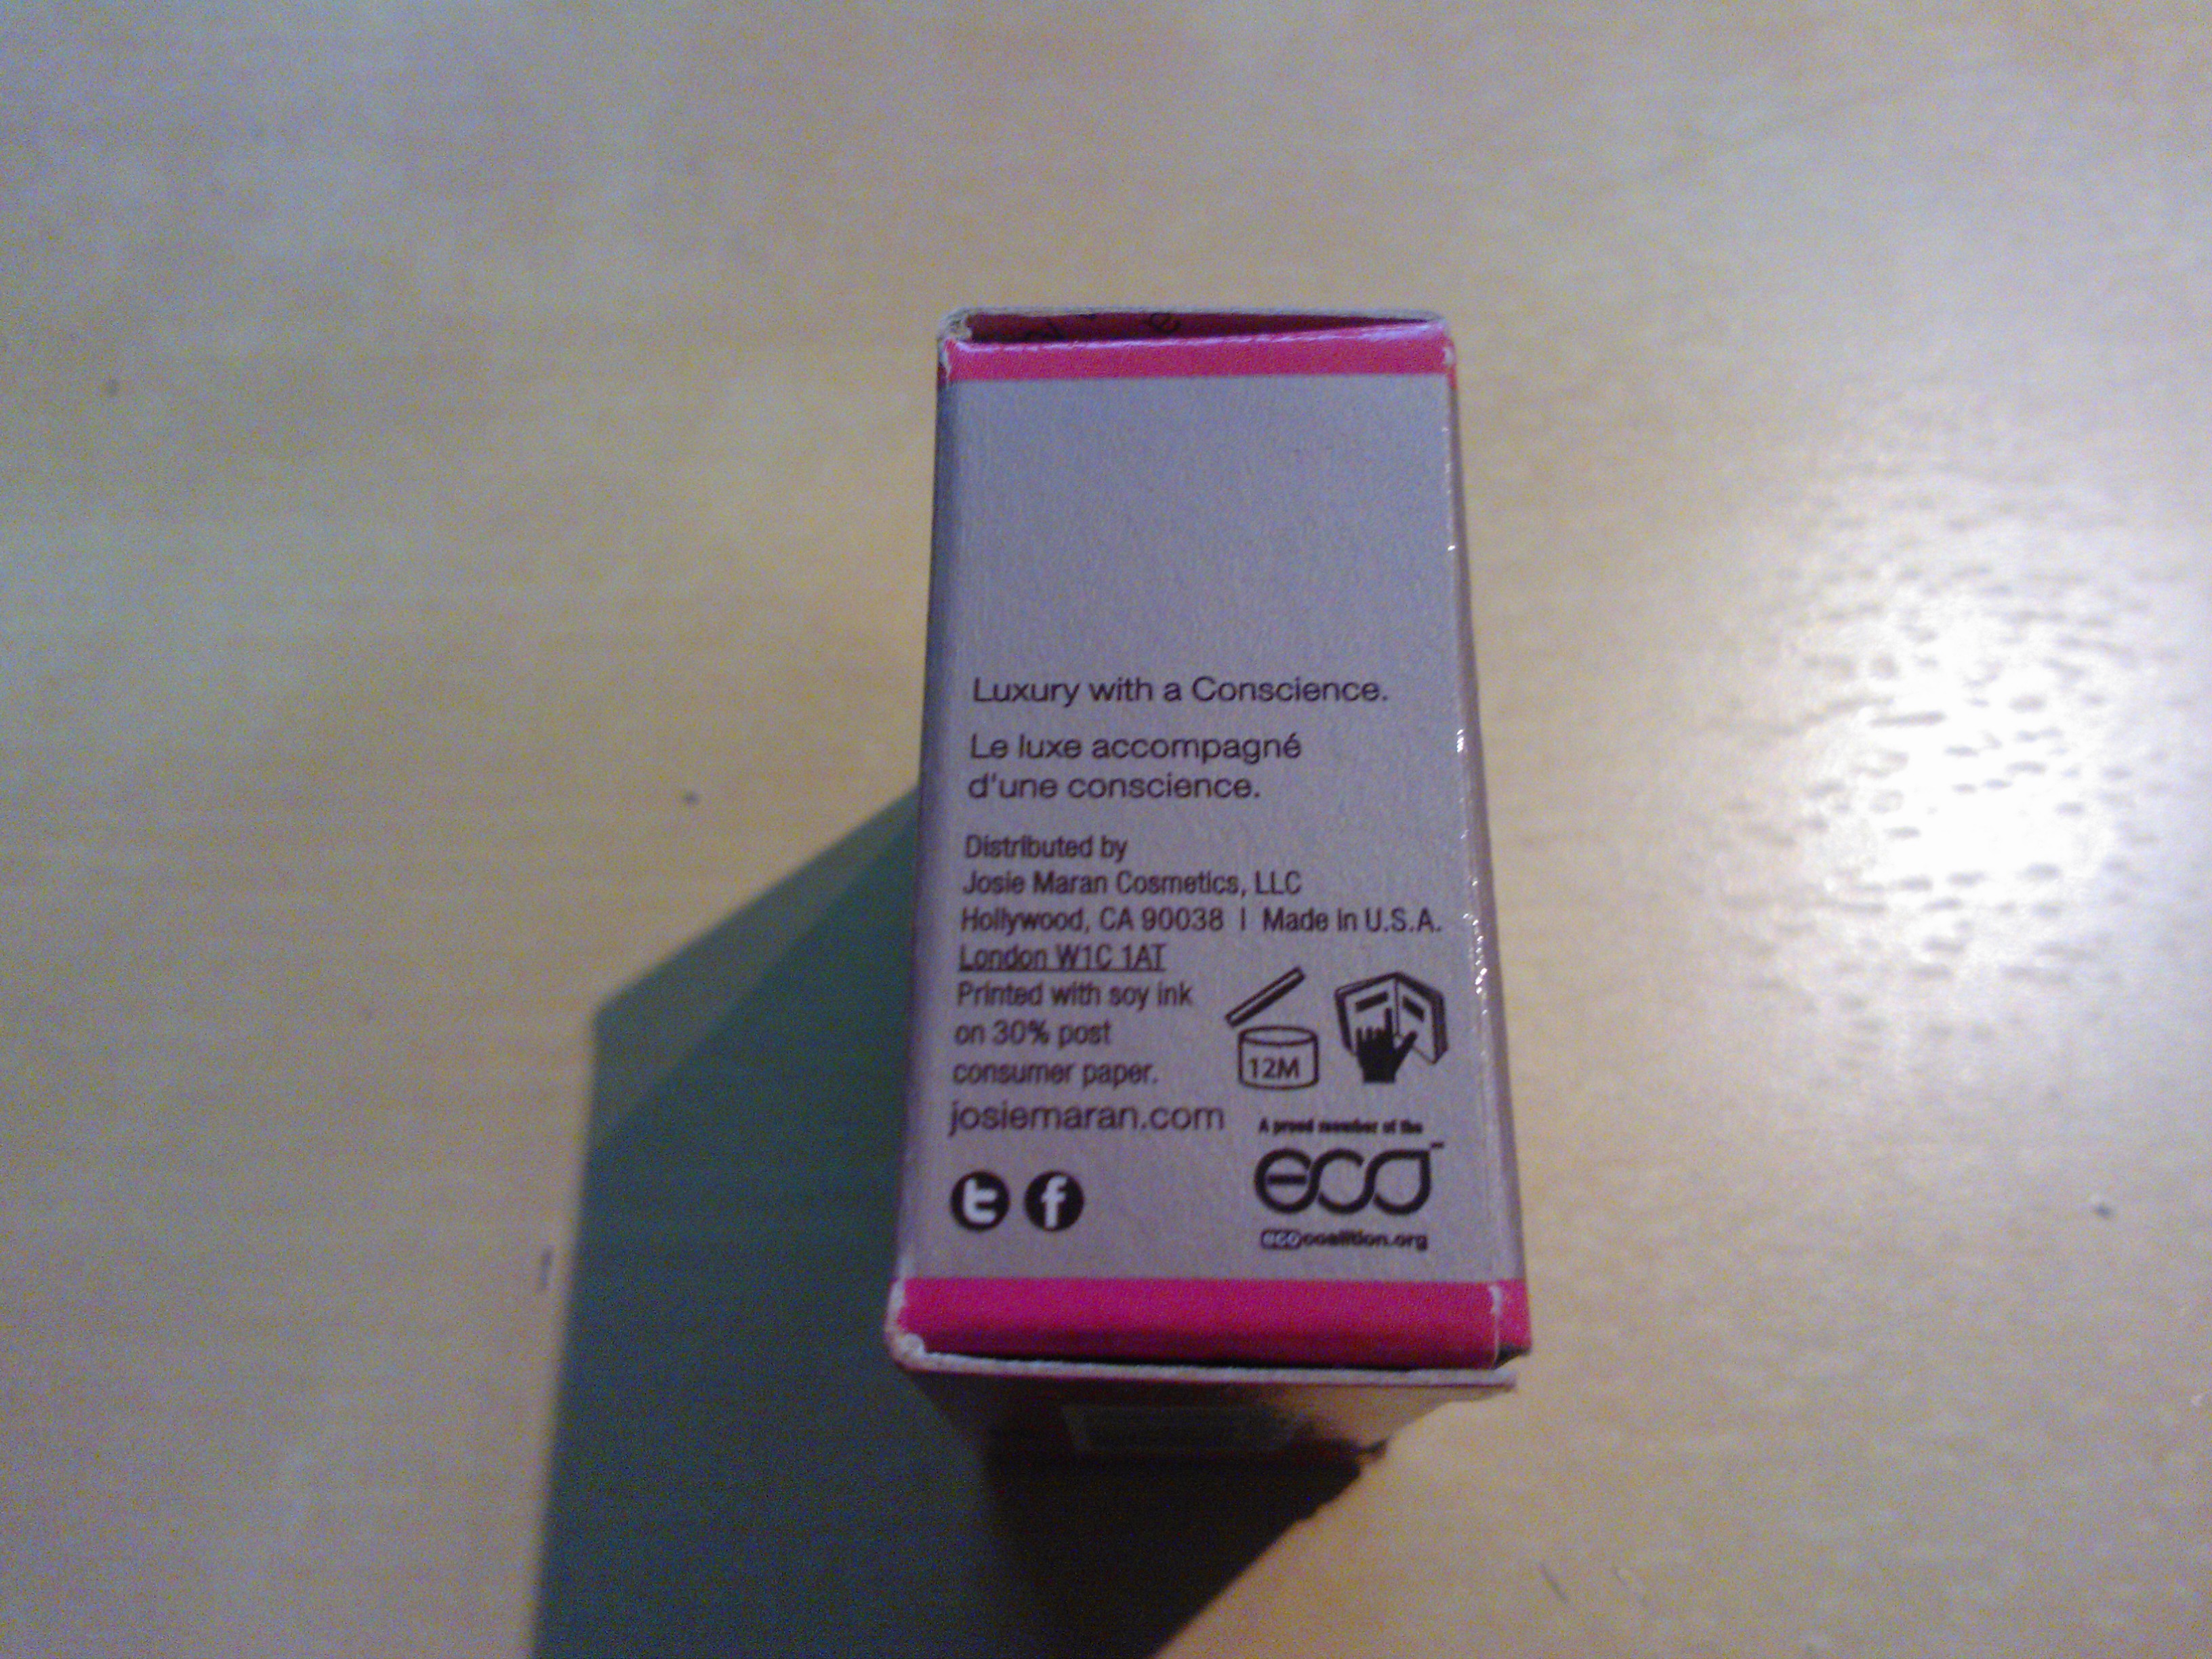 Luxury with a Conscience.
Le luxe accompagné
d'une conscience.
Distributed by
Josie Maran Cosmetics, LLC
Hollywood, CA 90038 | Made in U.S.A.
London W1C 1AT
Printed with soy ink
on 30% post
consumer paper.
12M
josiemaran.com
A proud member of the
eco
t f
ecocoalition.org